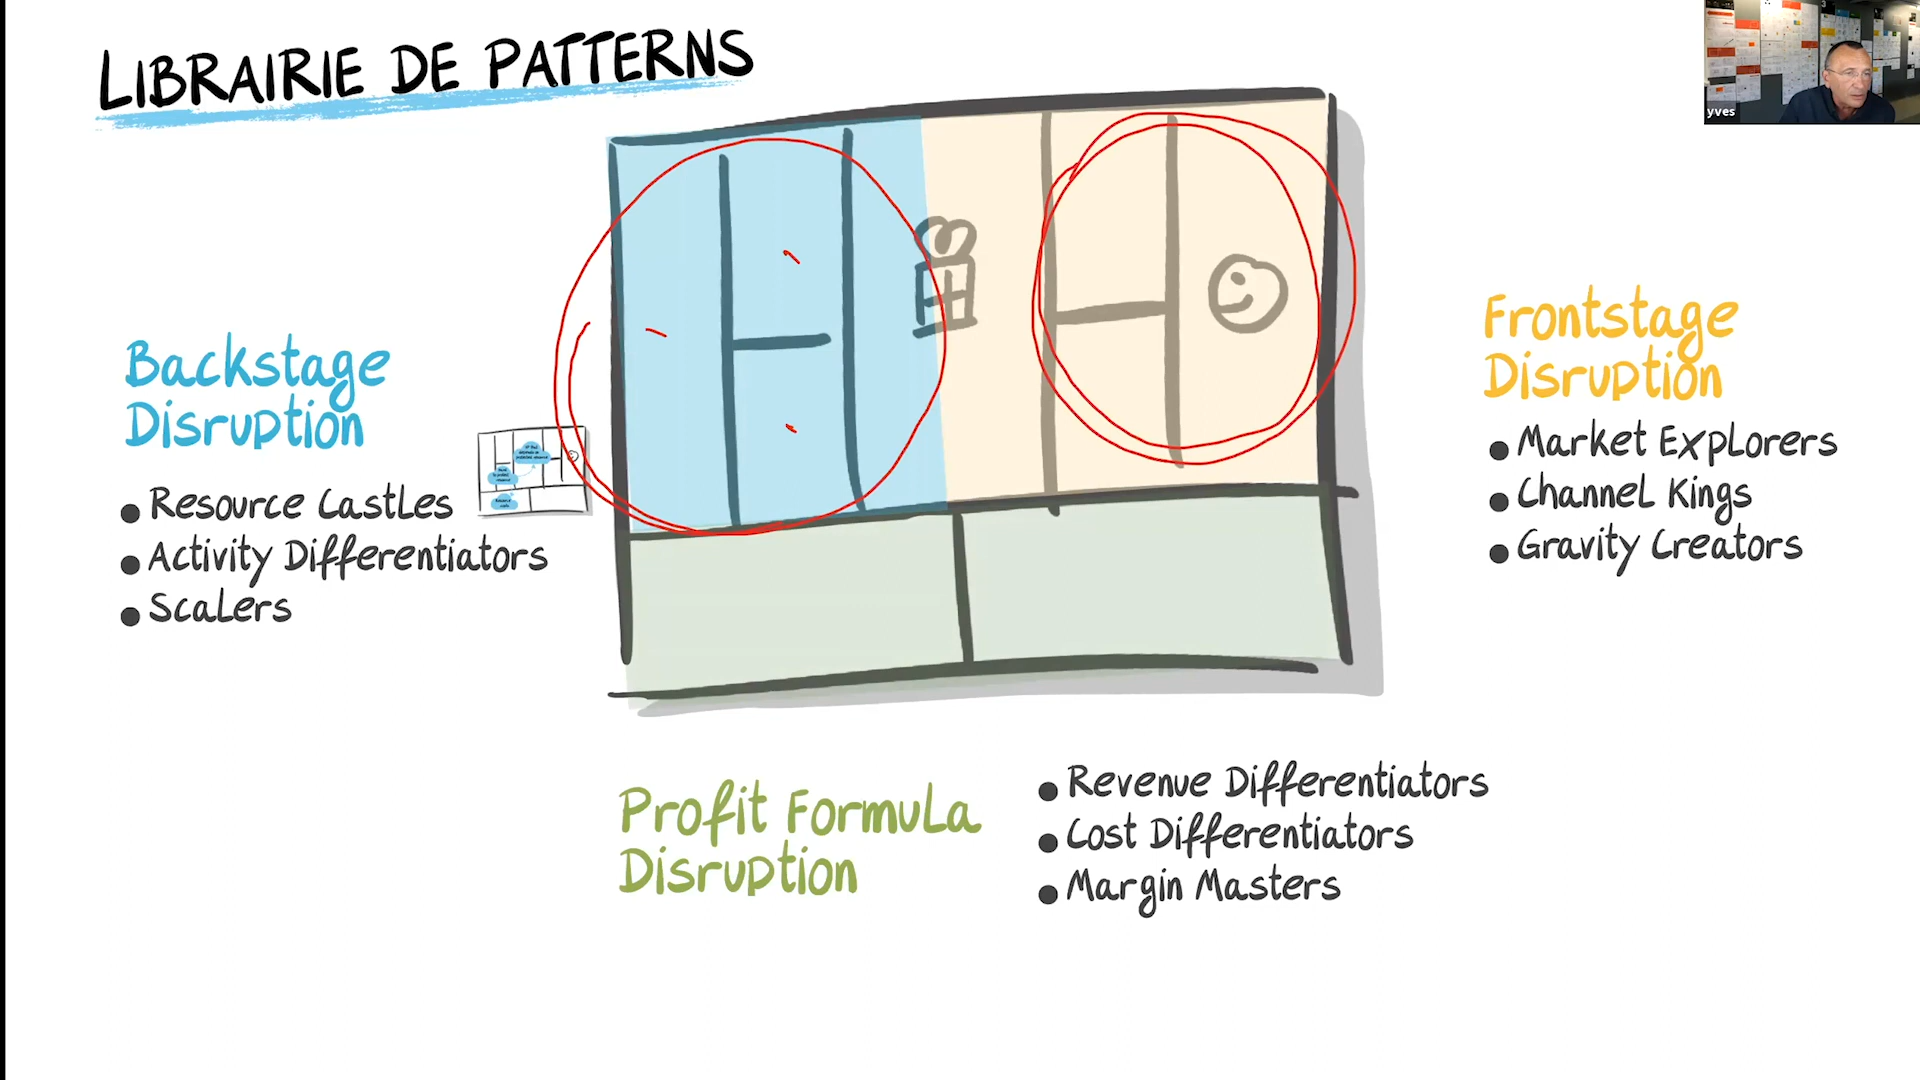 LIBRAIRIE DE PATTERNS
yves
Backstage
Disruption
Resource Castles
Activity Differentiators
Scalers
Frontstage
Disruption
Market Explorers
Channel Kings
Gravity Creators
Profit Formula
Disruption
Revenue Differentiators
Cost Differentiators
Margin Masters